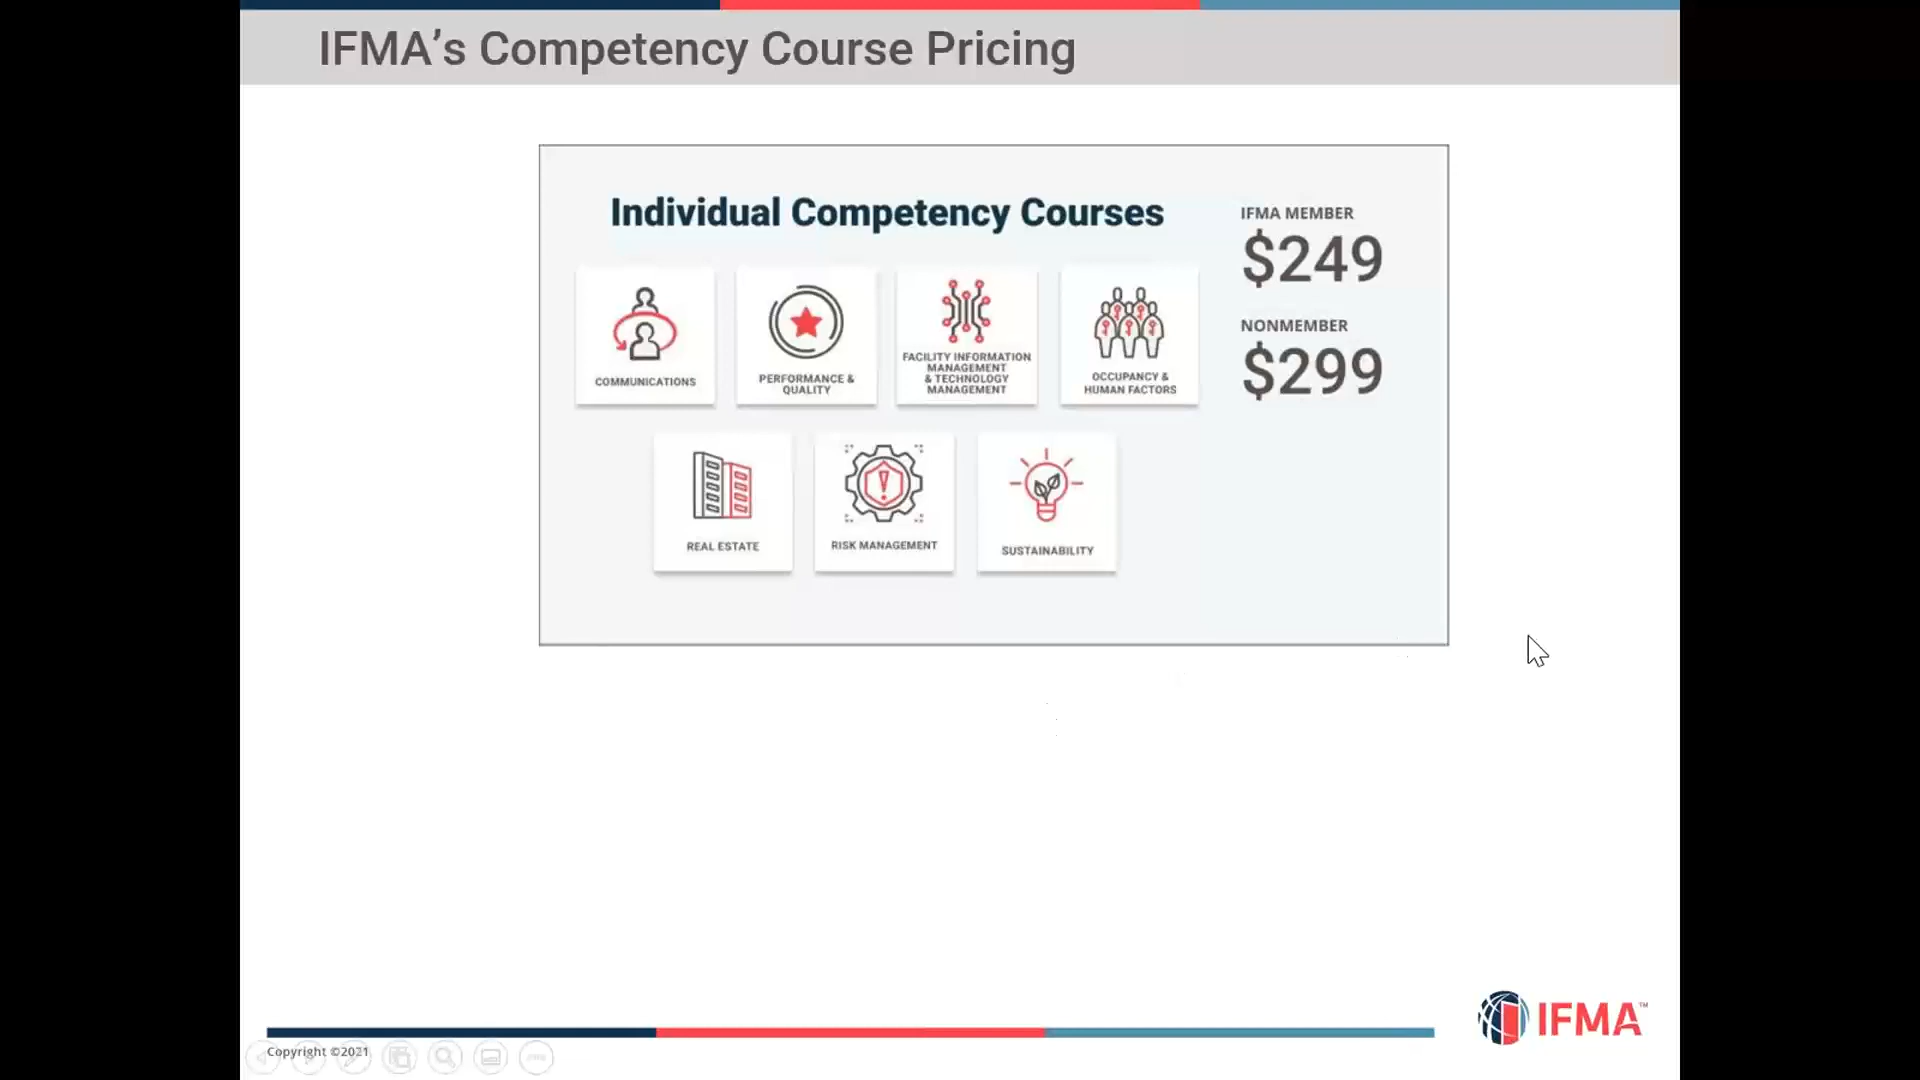 IFMA’s Competency Course Pricing
Individual Competency Courses
IFMA MEMBER
$249
NONMEMBER
$299
COMMUNICATIONS
PERFORMANCE &
QUALITY
FACILITY INFORMATION
MANAGEMENT
& TECHNOLOGY
MANAGEMENT
OCCUPANCY &
HUMAN FACTORS
REAL ESTATE
RISK MANAGEMENT
SUSTAINABILITY
IFMA™
Copyright ©2021